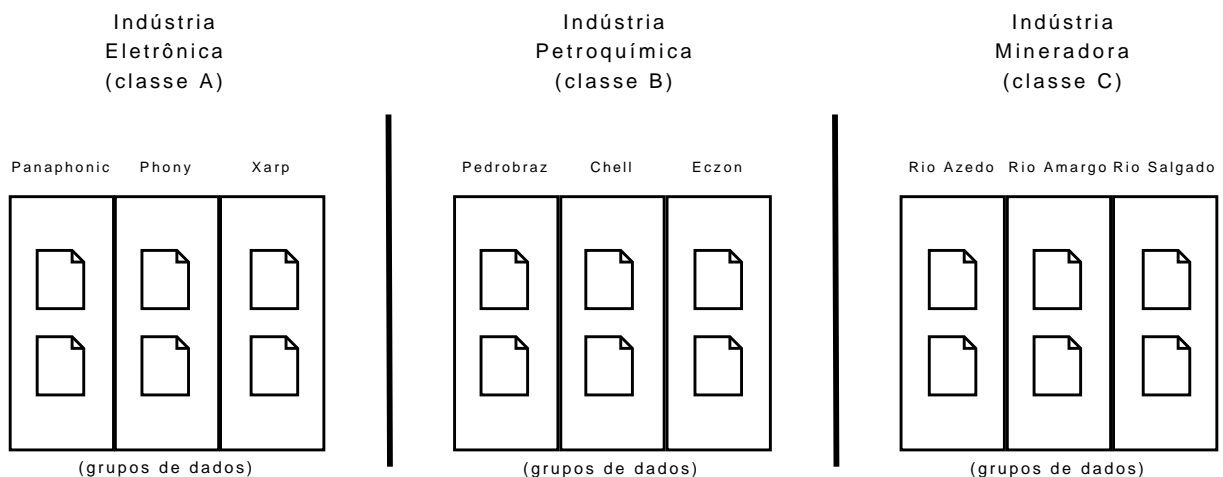 Indústria
Eletrônica
(classe A)
Indústria
Petroquímica
(classe B)
Indústria
Mineradora
(classe C)
Panaphonic Phony Xarp
Pedrobraz Chell Eczon
Rio Azedo Rio Amargo Rio Salgado
(grupos de dados)
(grupos de dados)
(grupos de dados)